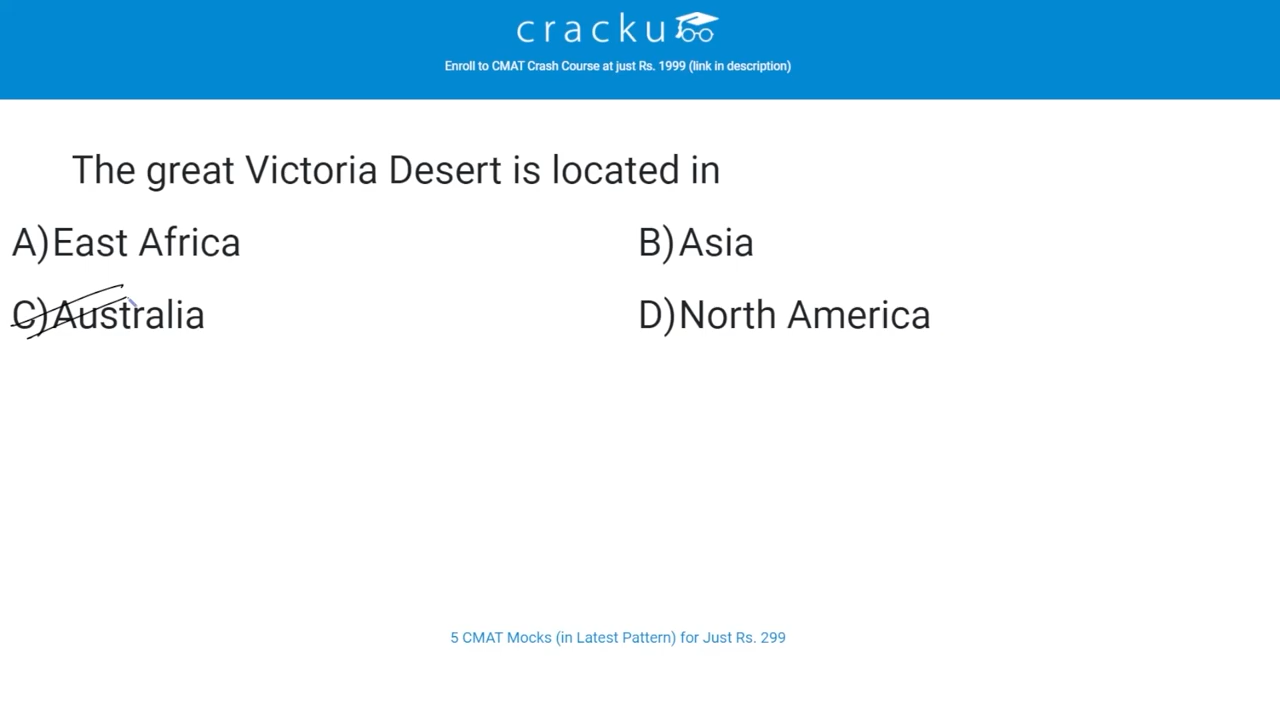 cracku
Enroll to CMAT Crash Course at just Rs. 1999 (link in description)
The great Victoria Desert is located in
A)East Africa
B)Asia
C)Australia
D)North America
5 CMAT Mocks (in Latest Pattern) for Just Rs. 299